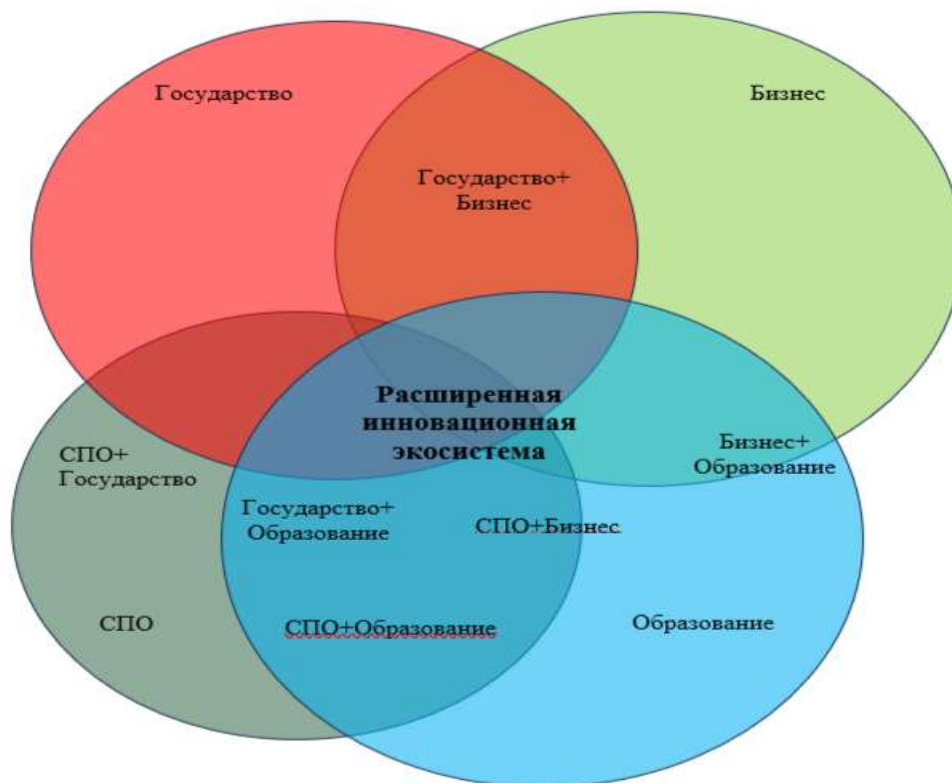 Государство
Бизнес
Государство+
Бизнес
Расширенная
инновационная
экосистема
СПО+
Государство
Бизнес+
Образование
Государство+
Образование
СПО+Бизнес
СПО
СПО+Образование
Образование